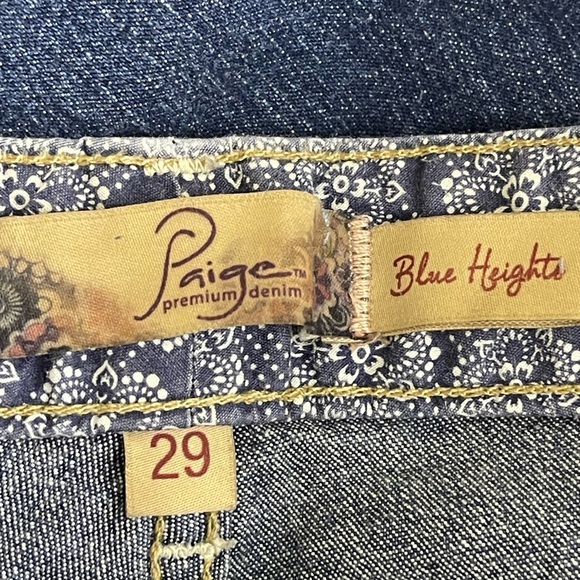 Paige™
premium denim
Blue Heights
29